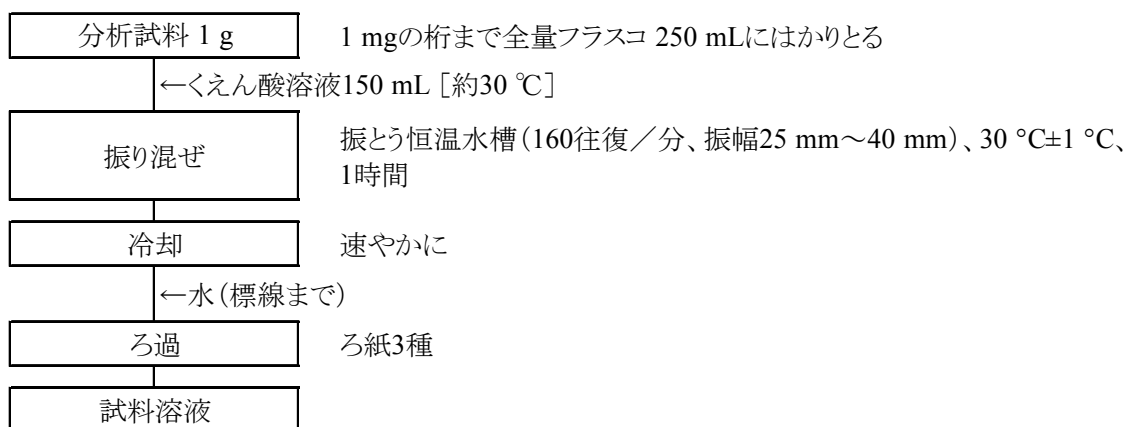 分析試料 1 g
1 mgの桁まで全量フラスコ 250 mLにはかりとる
←くえん酸溶液150 mL [約30 ℃]
振り混ぜ
振とう恒温水槽(160往復/分、振幅25 mm～40 mm)、30 °C±1 °C、
1時間
冷却
速やかに
←水(標線まで)
ろ過
ろ紙3種
試料溶液